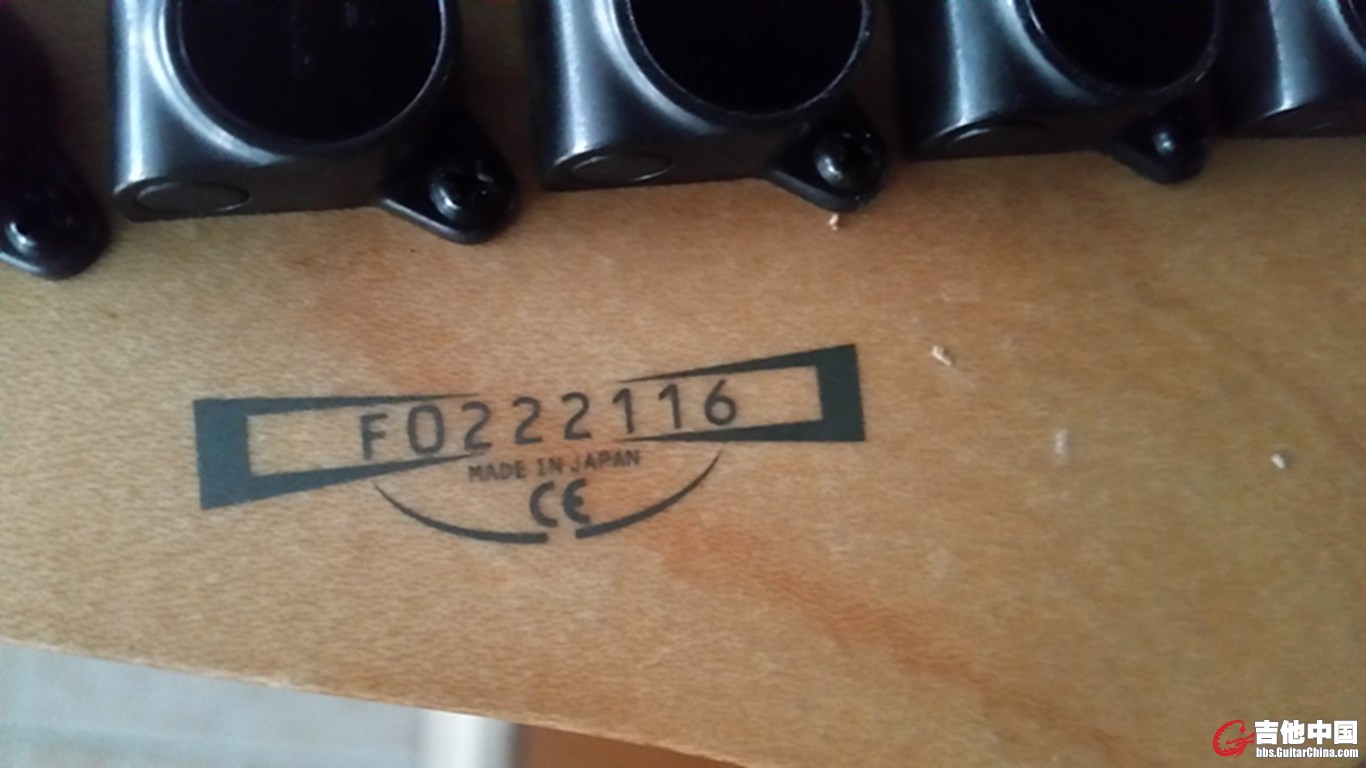 F0222116
MADE IN JAPAN
CE
吉他中国
bbs.GuitarChina.com